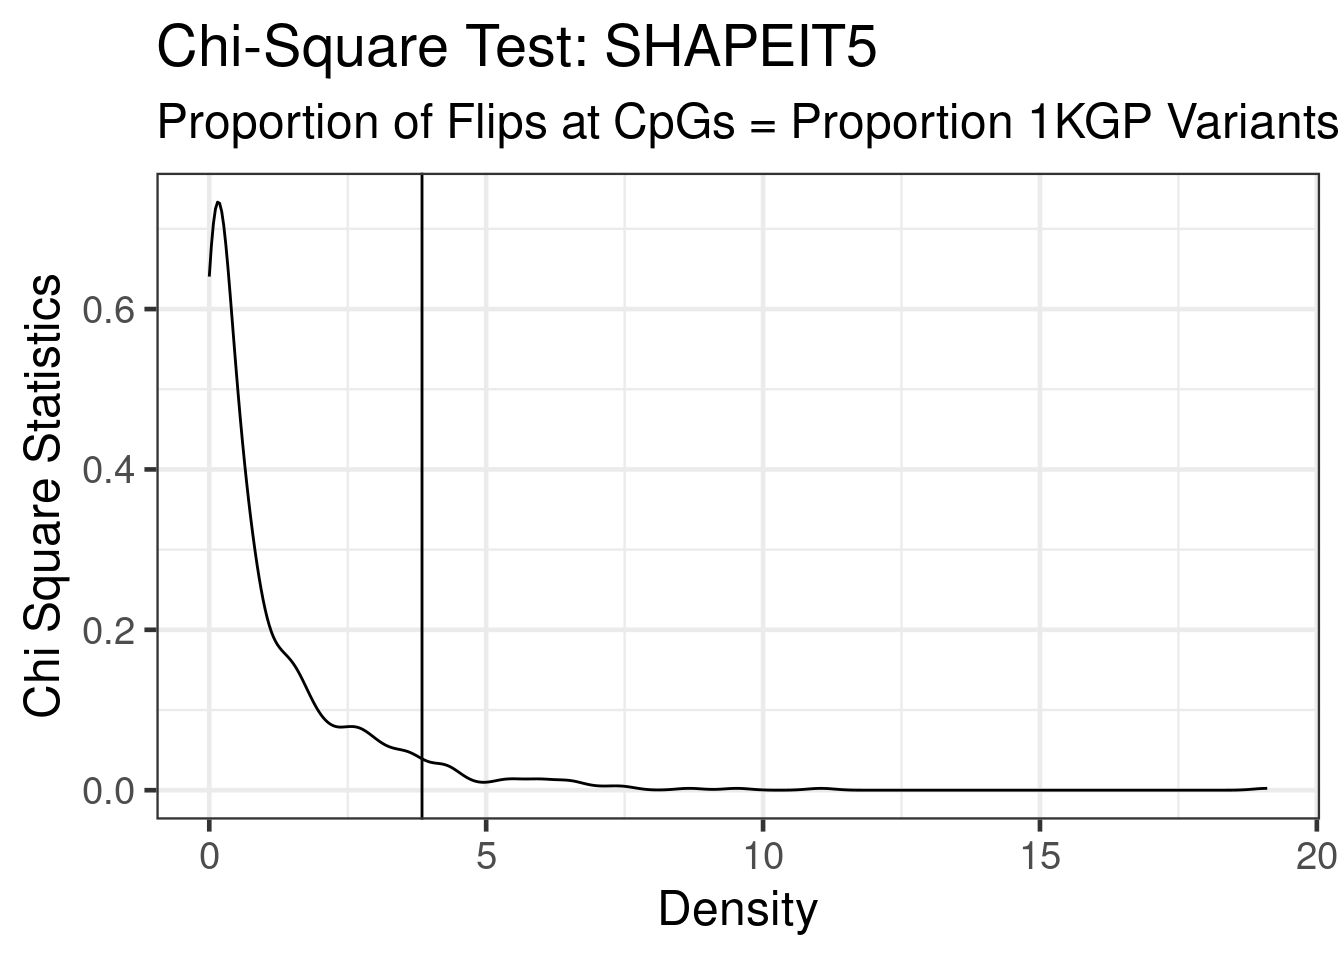 Chi-Square Test: SHAPEIT5
Proportion of Flips at CpGs = Proportion 1KGP Variants
Chi Square Statistics
0.6
0.4
0.2
0.0
0 5 10 15 20
Density